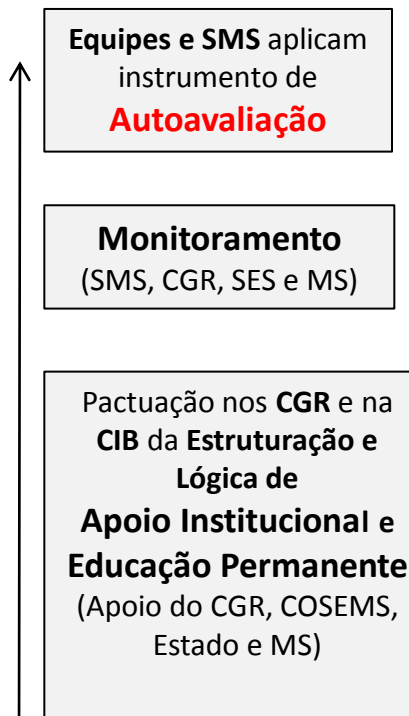 Equipes e SMS aplicam
instrumento de
Autoavaliação
Monitoramento
(SMS, CGR, SES e MS)
Pactuação nos CGR e na
CIB da Estruturação e
Lógica de
Apoio Institucional e
Educação Permanente
(Apoio do CGR, COSEMS,
Estado e MS)